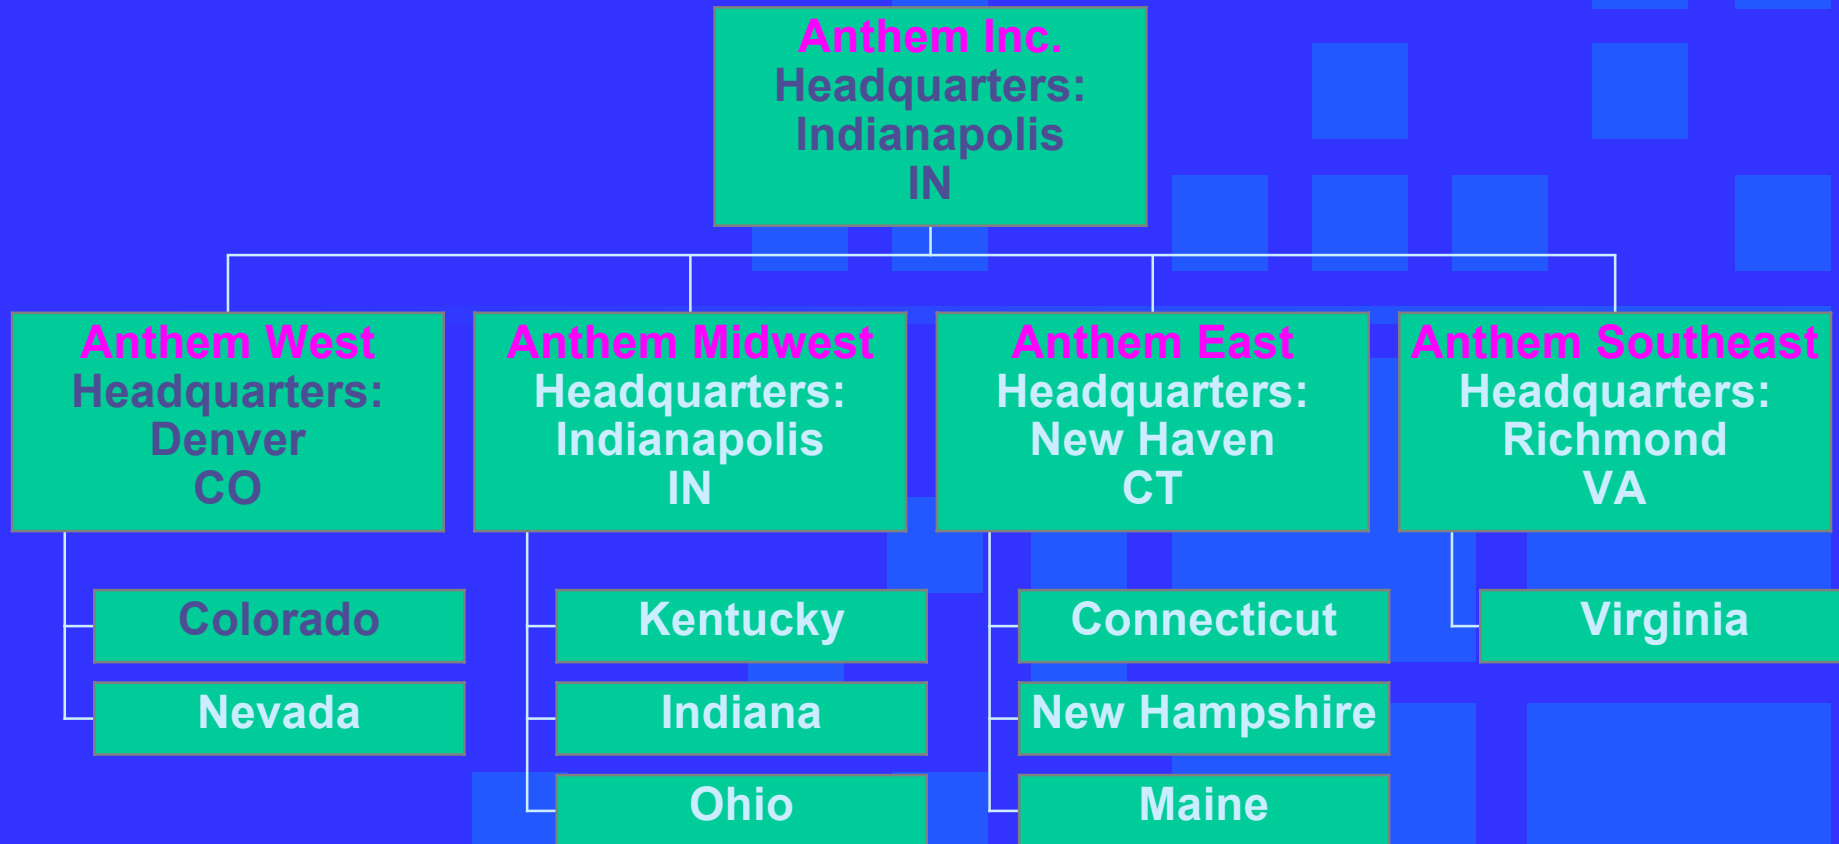 Anthem Inc.
Headquarters:
Indianapolis
IN
Anthem West
Headquarters:
Denver
CO
Anthem Midwest
Headquarters:
Indianapolis
IN
Anthem East
Headquarters:
New Haven
CT
Anthem Southeast
Headquarters:
Richmond
VA
Colorado
Nevada
Kentucky
Indiana
Ohio
Connecticut
New Hampshire
Maine
Virginia